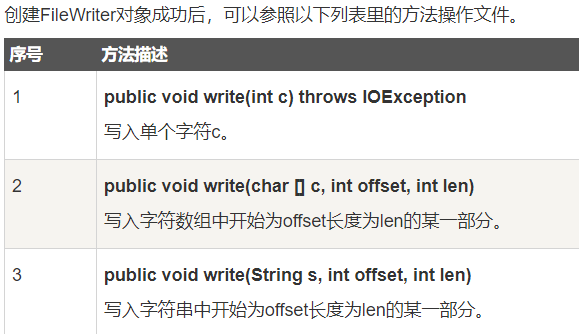 创建FileWriter对象成功后，可以参照以下列表里的方法操作文件。
序号 方法描述
1 public void write(int c) throws IOException
写入单个字符c。
2 public void write(char [] c, int offset, int len)
写入字符数组中开始为offset长度为len的某一部分。
3 public void write(String s, int offset, int len)
写入字符串中开始为offset长度为len的某一部分。